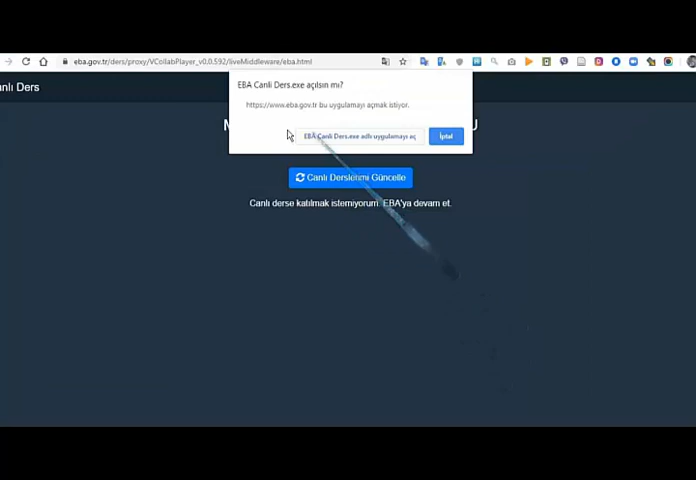 eba.gov.tr/ders/proxy/VCollabPlayer_v0.0.592/liveMiddleware/eba.html
nlı Ders
EBA Canli Ders.exe açılsın mı?
https://www.eba.gov.tr bu uygulamayı açmak istiyor.
EBA Canli Ders.exe adlı uygulamayı aç
İptal
M
U
Canlı Derslerimi Güncelle
Canlı derse katılmak istemiyorum. EBA'ya devam et.